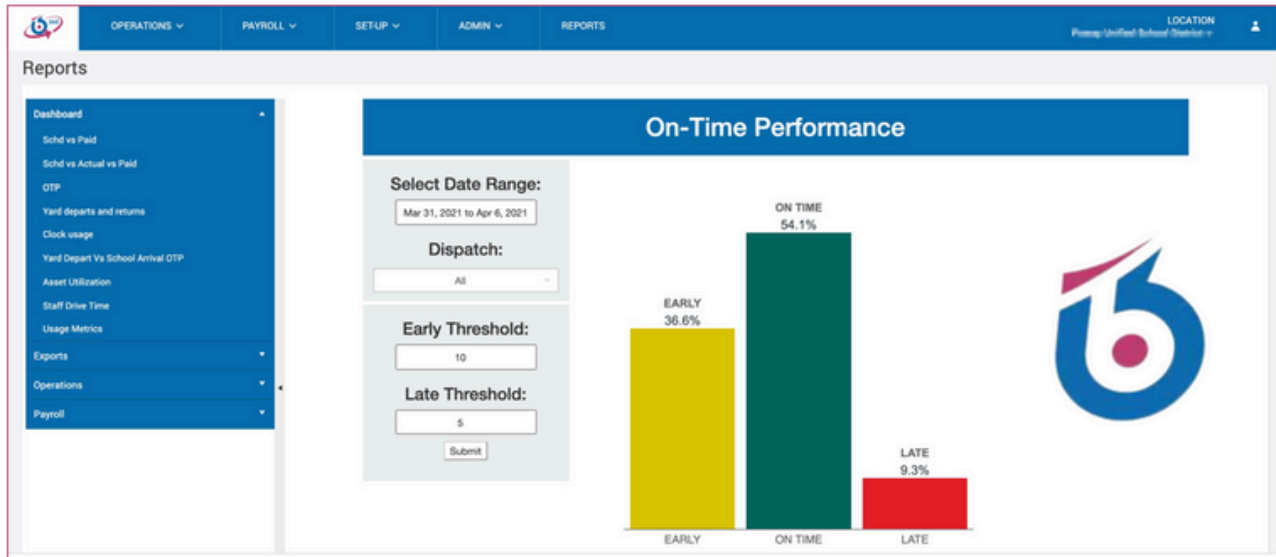 OPERATIONS PAYROLL SET-UP ADMIN REPORTS
LOCATION
Unified School District
Reports
Dashboard
Schd vs Paid
Schd vs Actual vs Paid
OTP
Yard departs and returns
Clock usage
Yard Depart Vs School Arrival OTP
Asset Utilization
Staff Drive Time
Usage Metrics
Exports
Operations
Payroll
On-Time Performance
Select Date Range:
Mar 31, 2021 to Apr 6, 2021
Dispatch:
All
Early Threshold:
10
Late Threshold:
5
Submit
EARLY
36.6%
ON TIME
54.1%
LATE
9.3%
EARLY ON TIME LATE